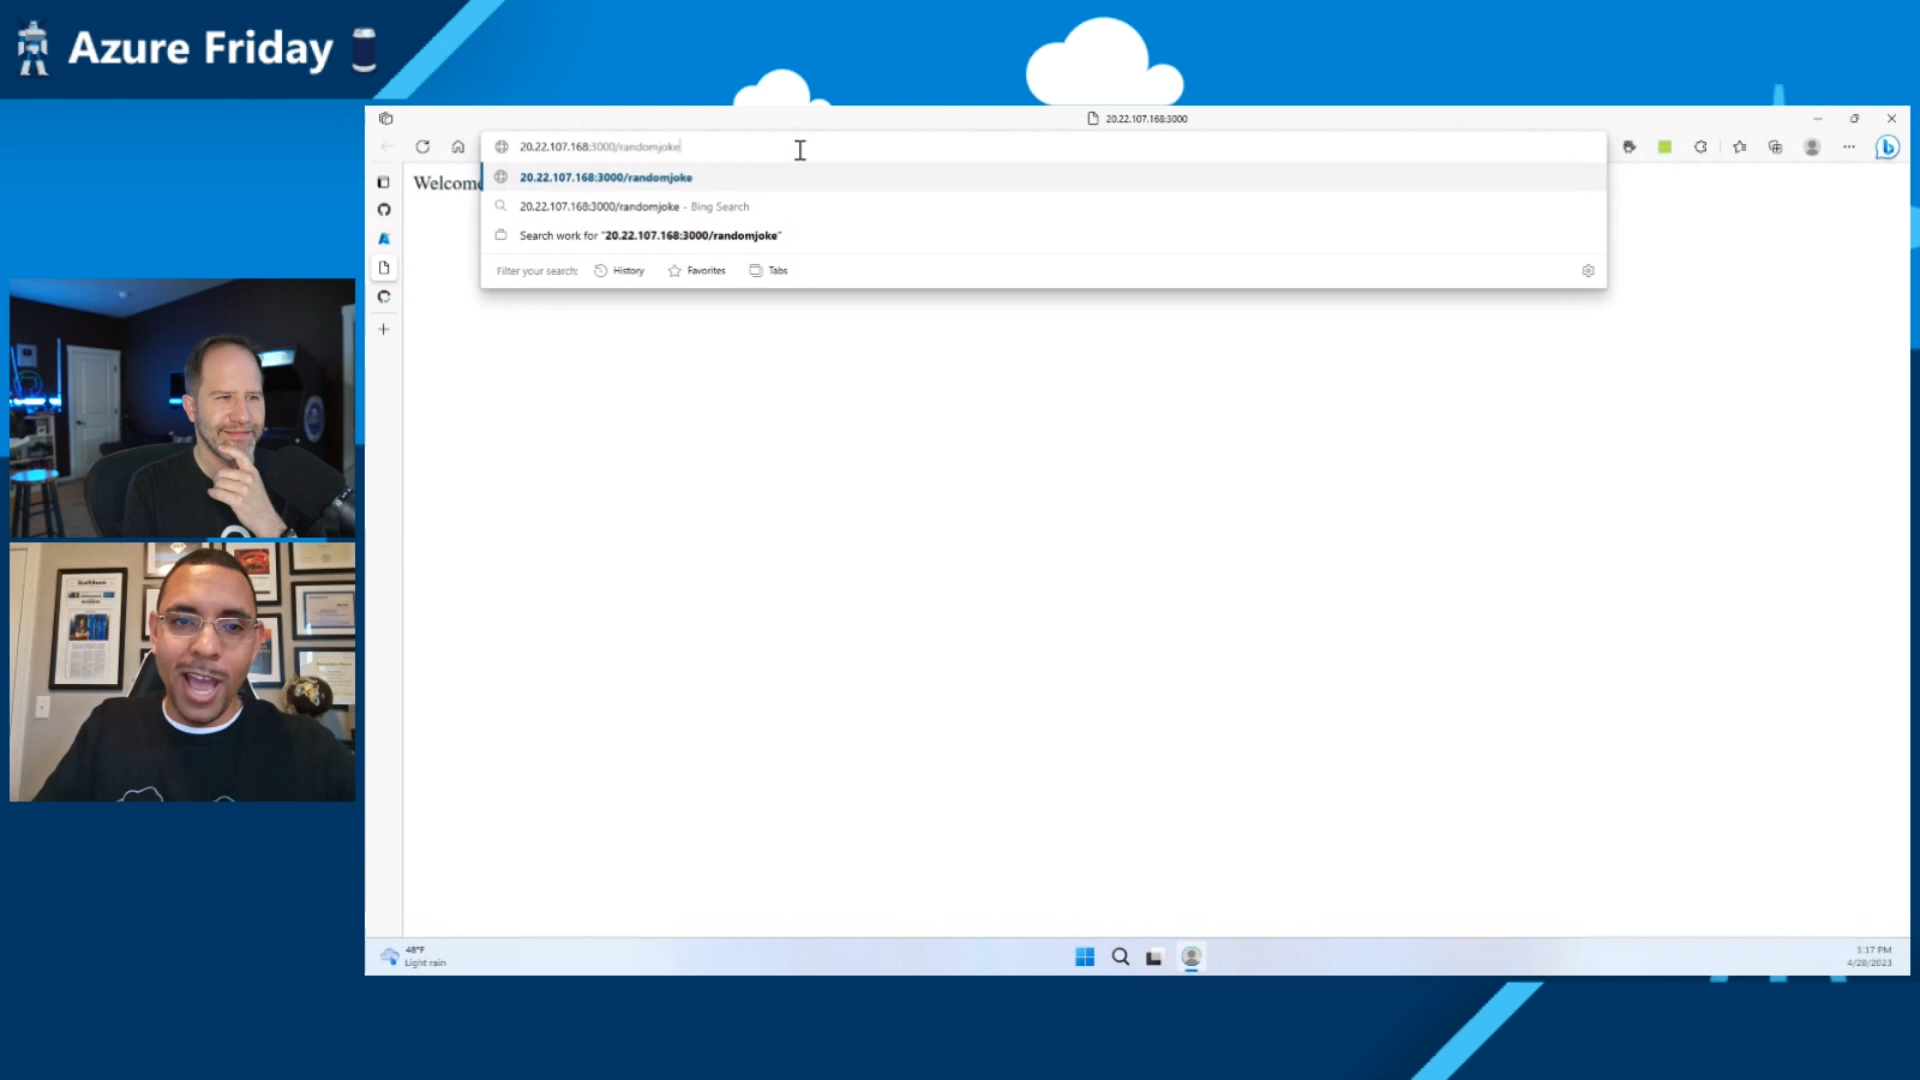 Azure Friday
20.22.107.168:3000
20.22.107.168:3000/randomjoke
Welcome
20.22.107.168:3000/randomjoke
20.22.107.168:3000/randomjoke - Bing Search
Search work for "20.22.107.168:3000/randomjoke"
Filter your search: History Favorites Tabs
48°F
Light rain
1:17 PM
4/28/2023